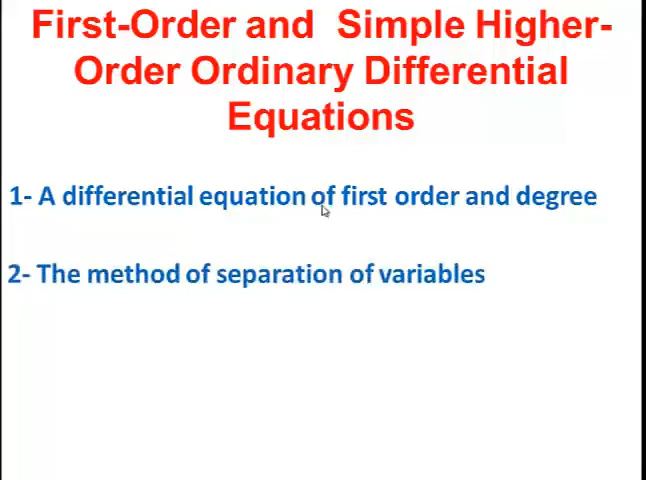 First-Order and Simple Higher-
Order Ordinary Differential
Equations
1- A differential equation of first order and degree
2- The method of separation of variables